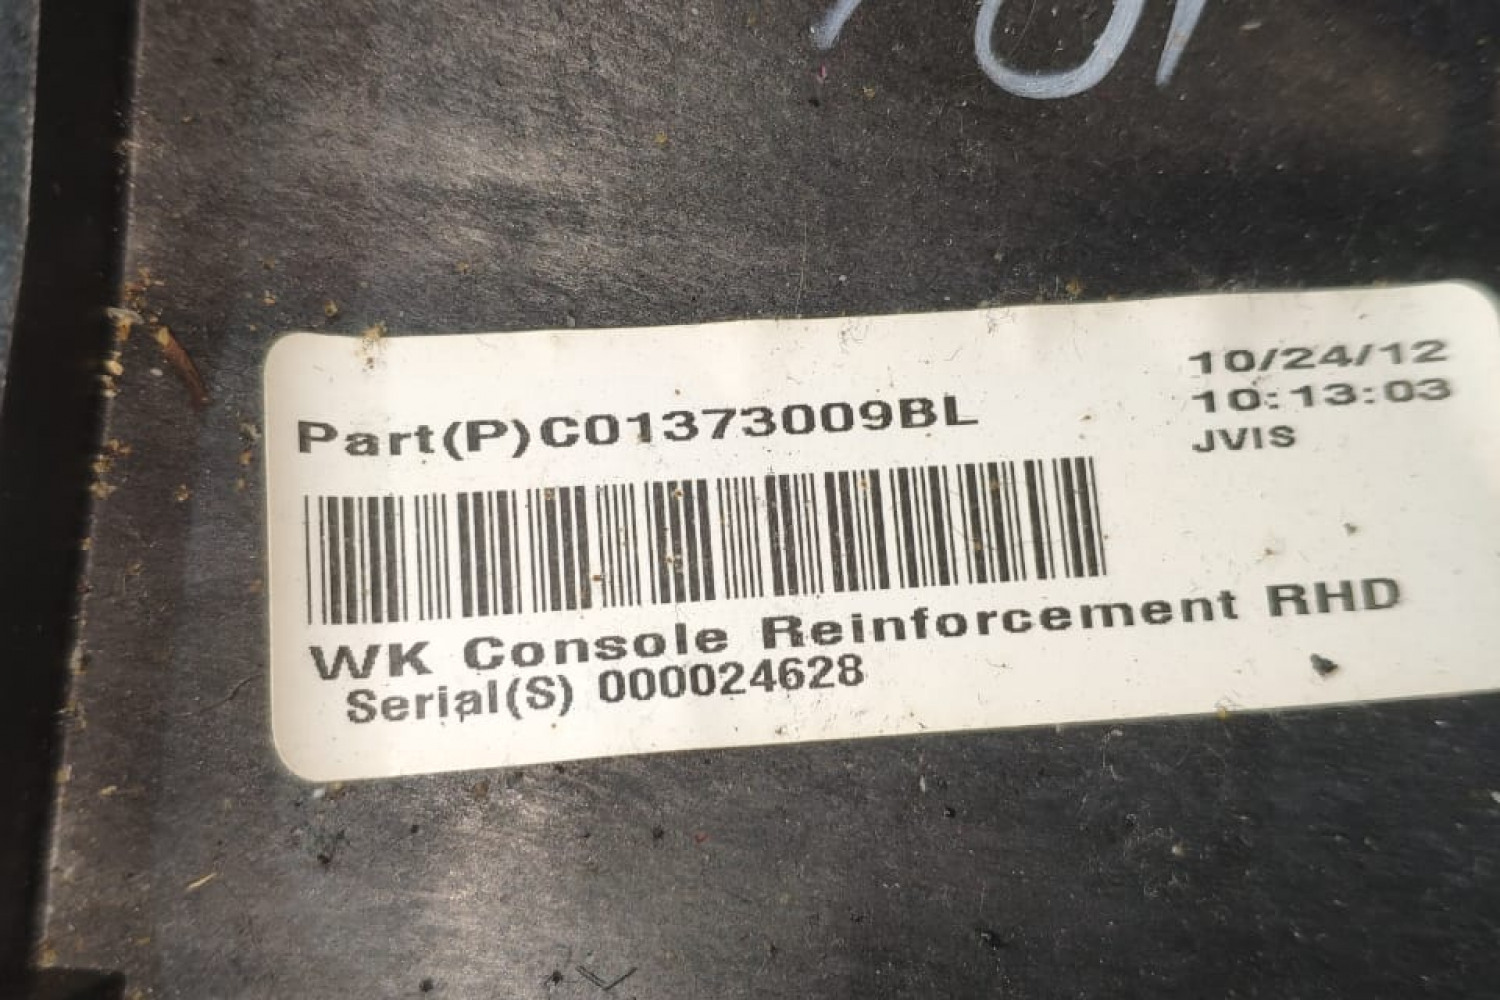 Part(P)C01373009BL
10/24/12
10:13:03
JVIS
WK Console Reinforcement RHD
Serial(S) 000024628